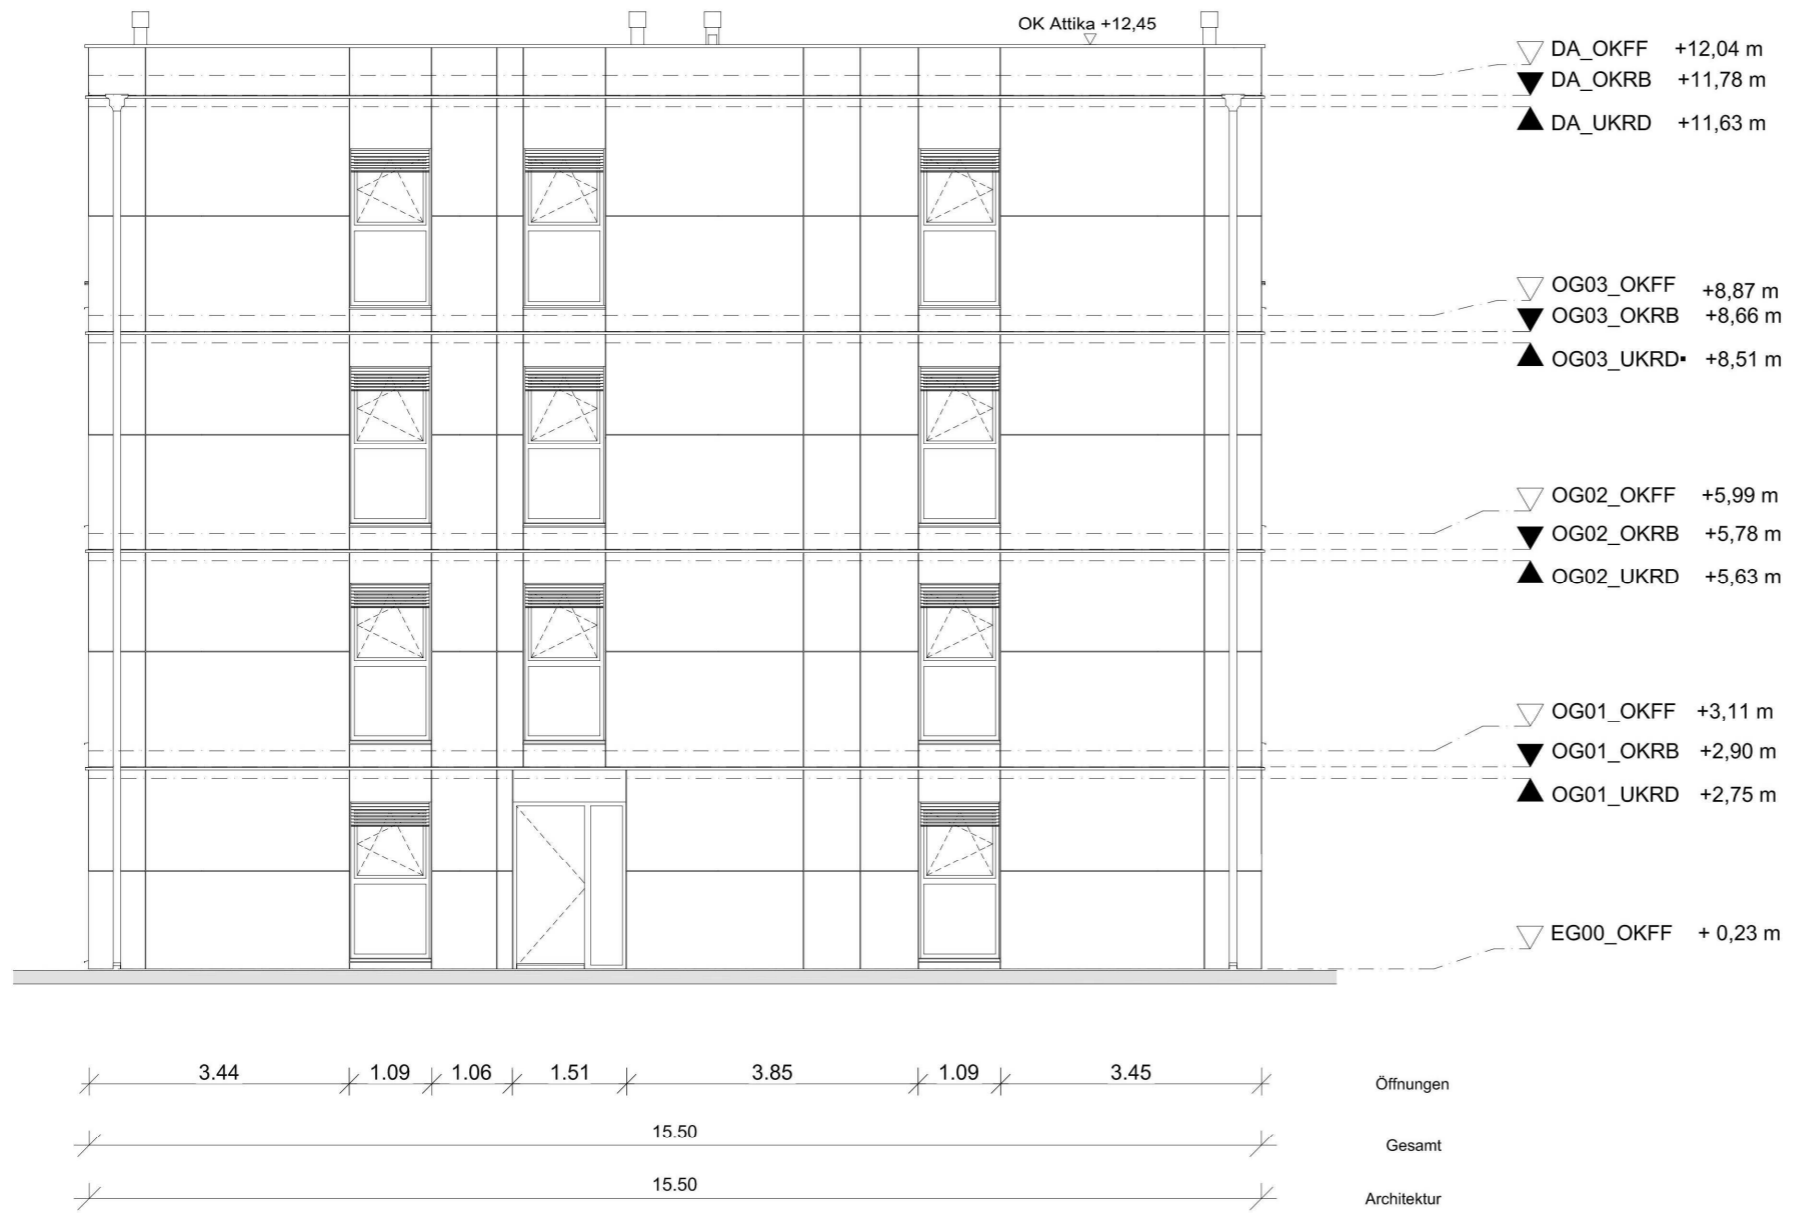 OK Attika +12,45
DA_OKFF +12,04 m
DA_OKRB +11,78 m
DA_UKRD +11,63 m
OG03_OKFF +8,87 m
OG03_OKRB +8,66 m
OG03_UKRD +8,51 m
OG02_OKFF +5,99 m
OG02_OKRB +5,78 m
OG02_UKRD +5,63 m
OG01_OKFF +3,11 m
OG01_OKRB +2,90 m
OG01_UKRD +2,75 m
EG00_OKFF + 0,23 m
3.44 1.09 1.06 1.51 3.85 1.09 3.45 Öffnungen
15.50 Gesamt
15.50 Architektur